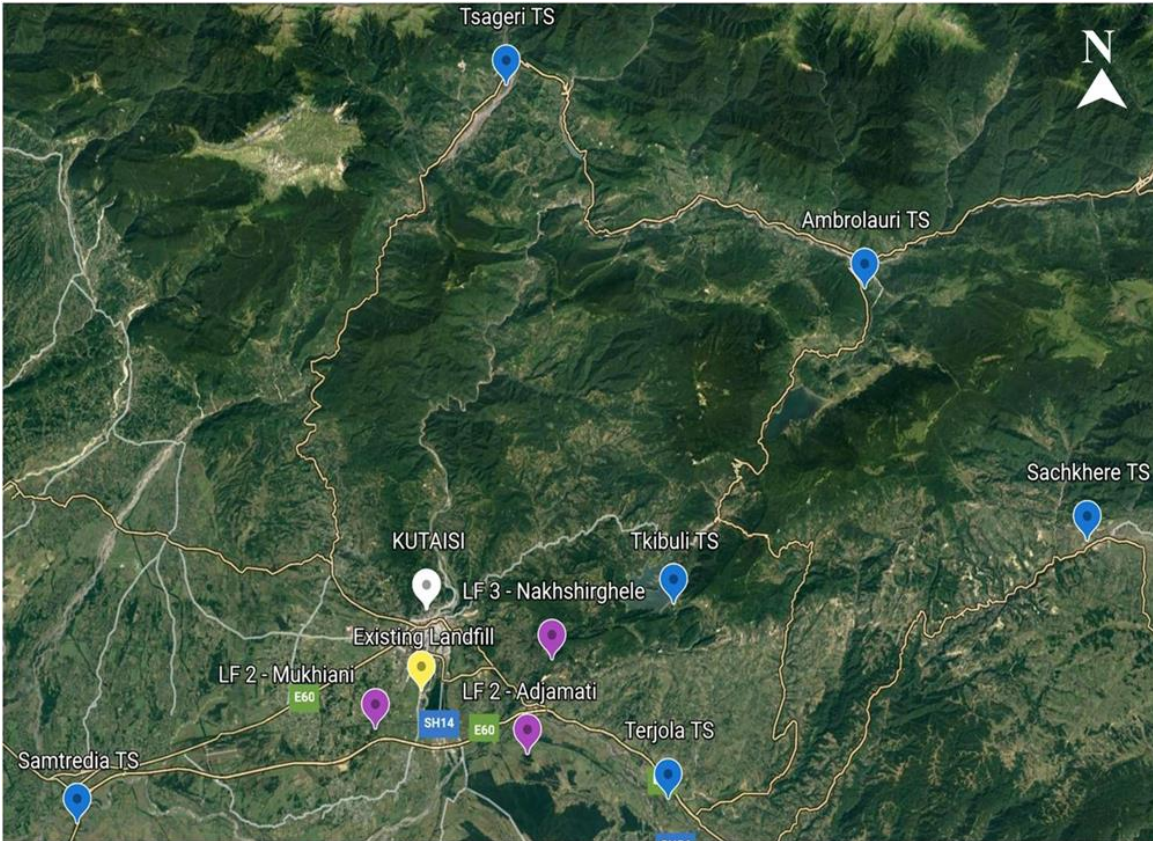 Tsageri TS
N
Ambrolauri TS
Sachkhere TS
KUTAISI
Tkibuli TS
LF 3 - Nakhshirghele
Existing Landfill
LF 2 - Mukhiani
LF 2 - Adjamati
E60
SH14
E60
Terjola TS
Samtredia TS